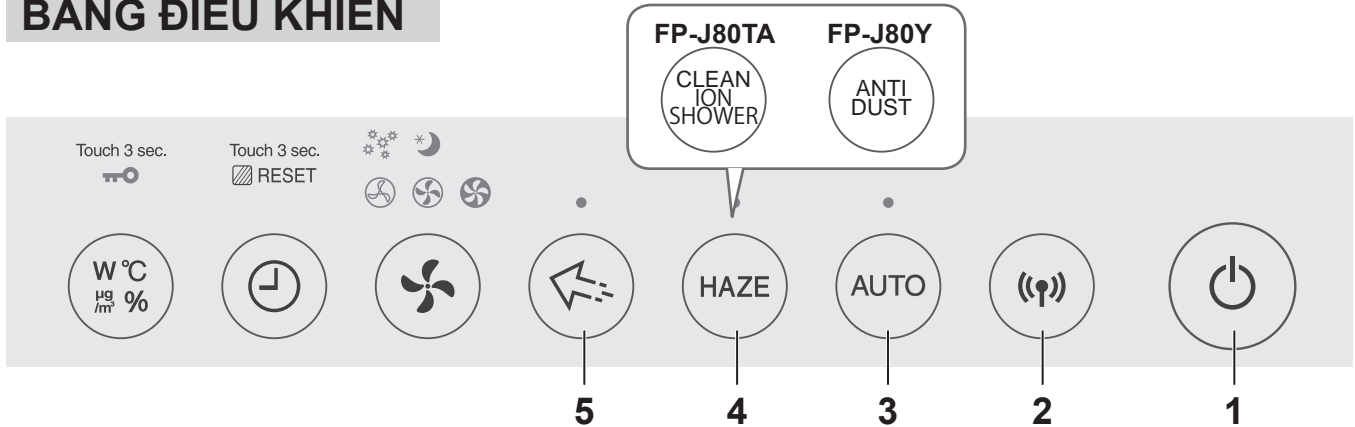 BẢNG ĐIỀU KHIỂN
FP-J80TA FP-J80Y
CLEAN
ION
SHOWER
ANTI
DUST
Touch 3 sec.
Touch 3 sec.
RESET
W °C
µg/m³ %
HAZE
AUTO
5 4 3 2 1